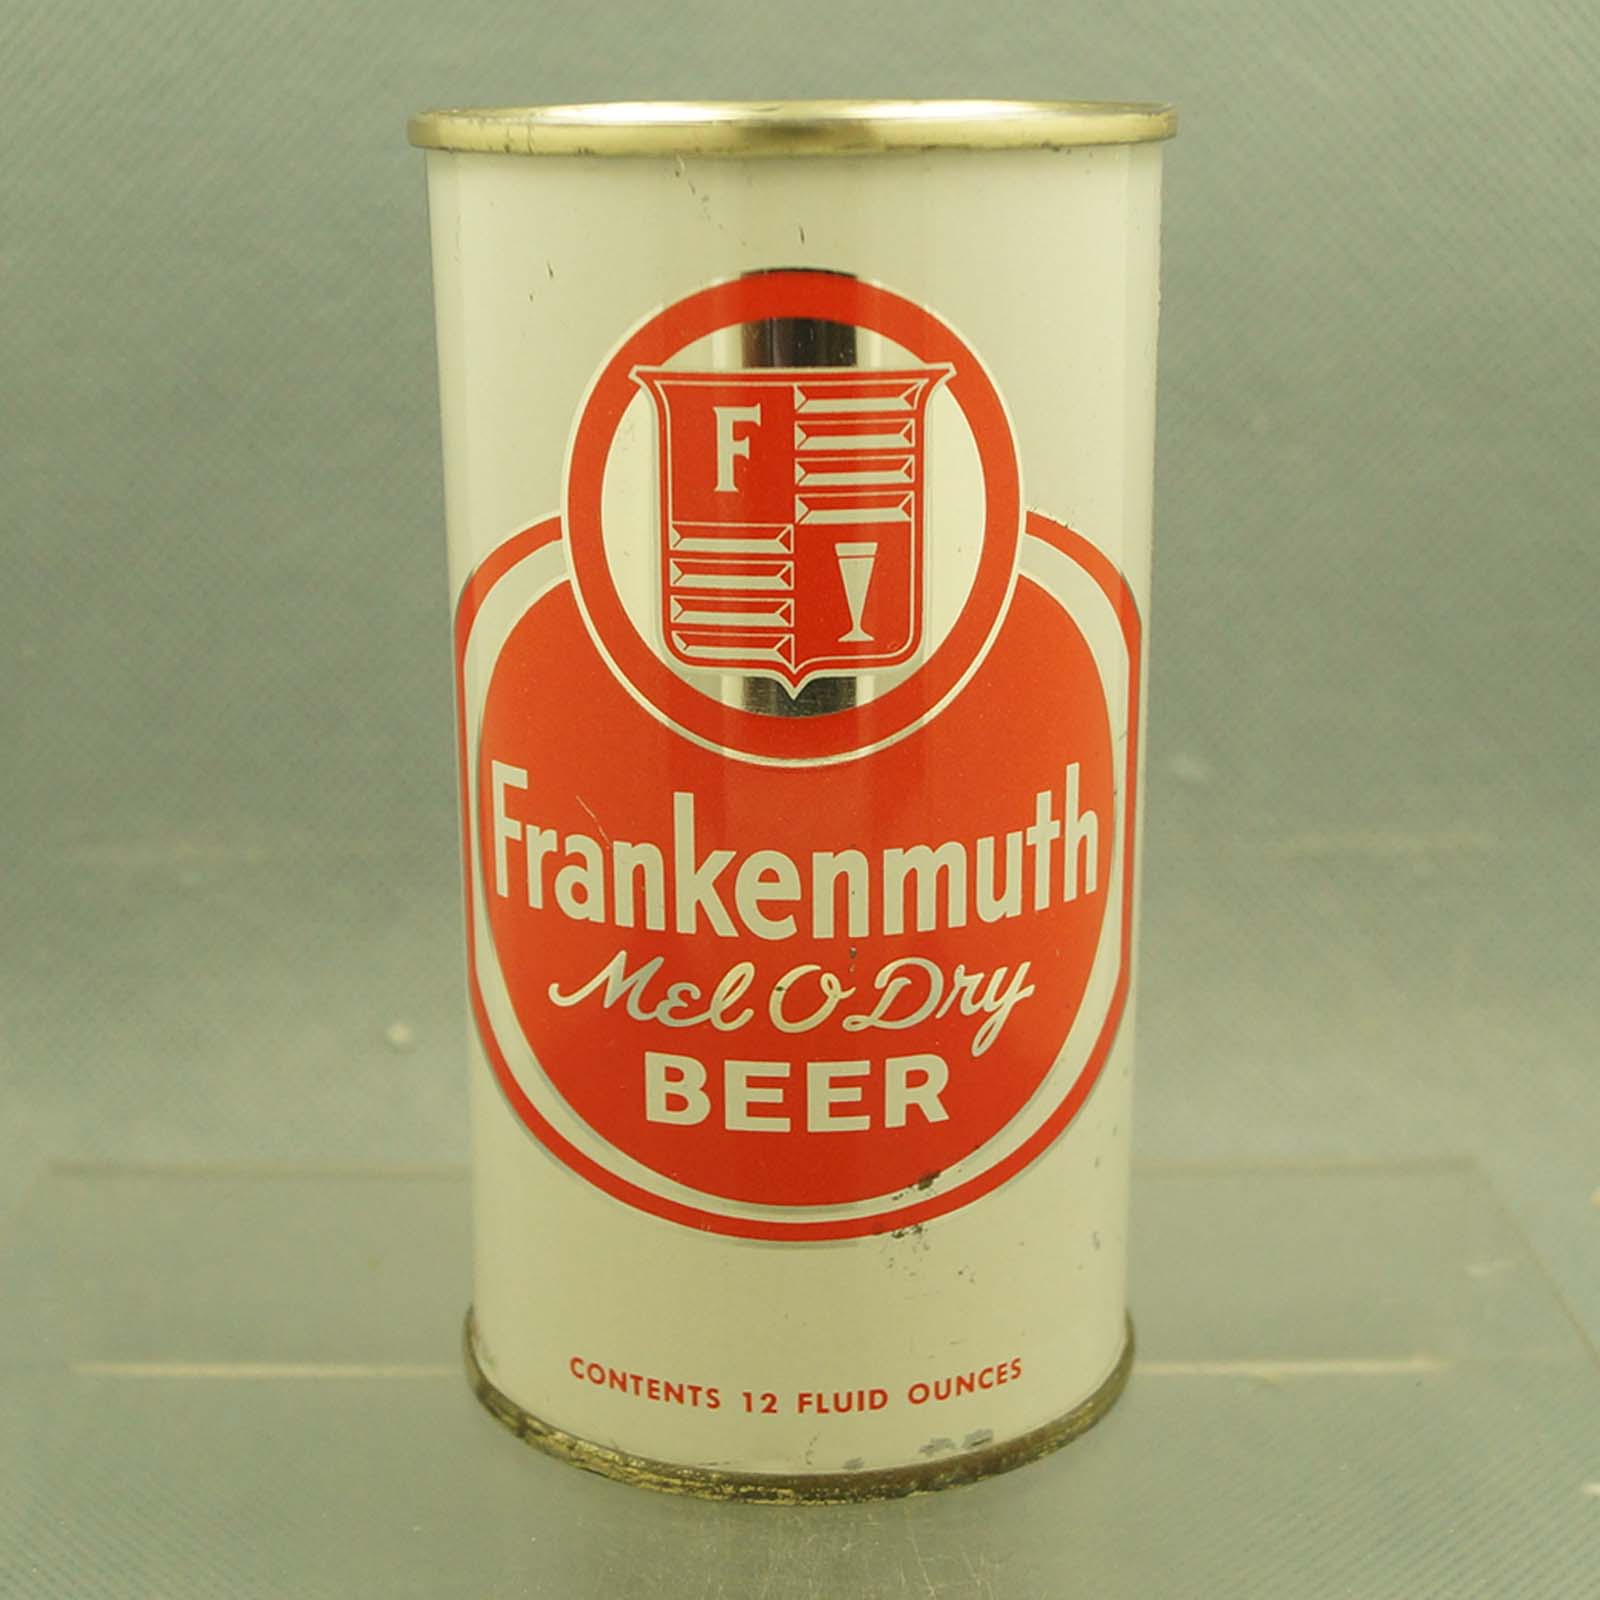 F
Frankenmuth
Mel O Dry
BEER
CONTENTS 12 FLUID OUNCES